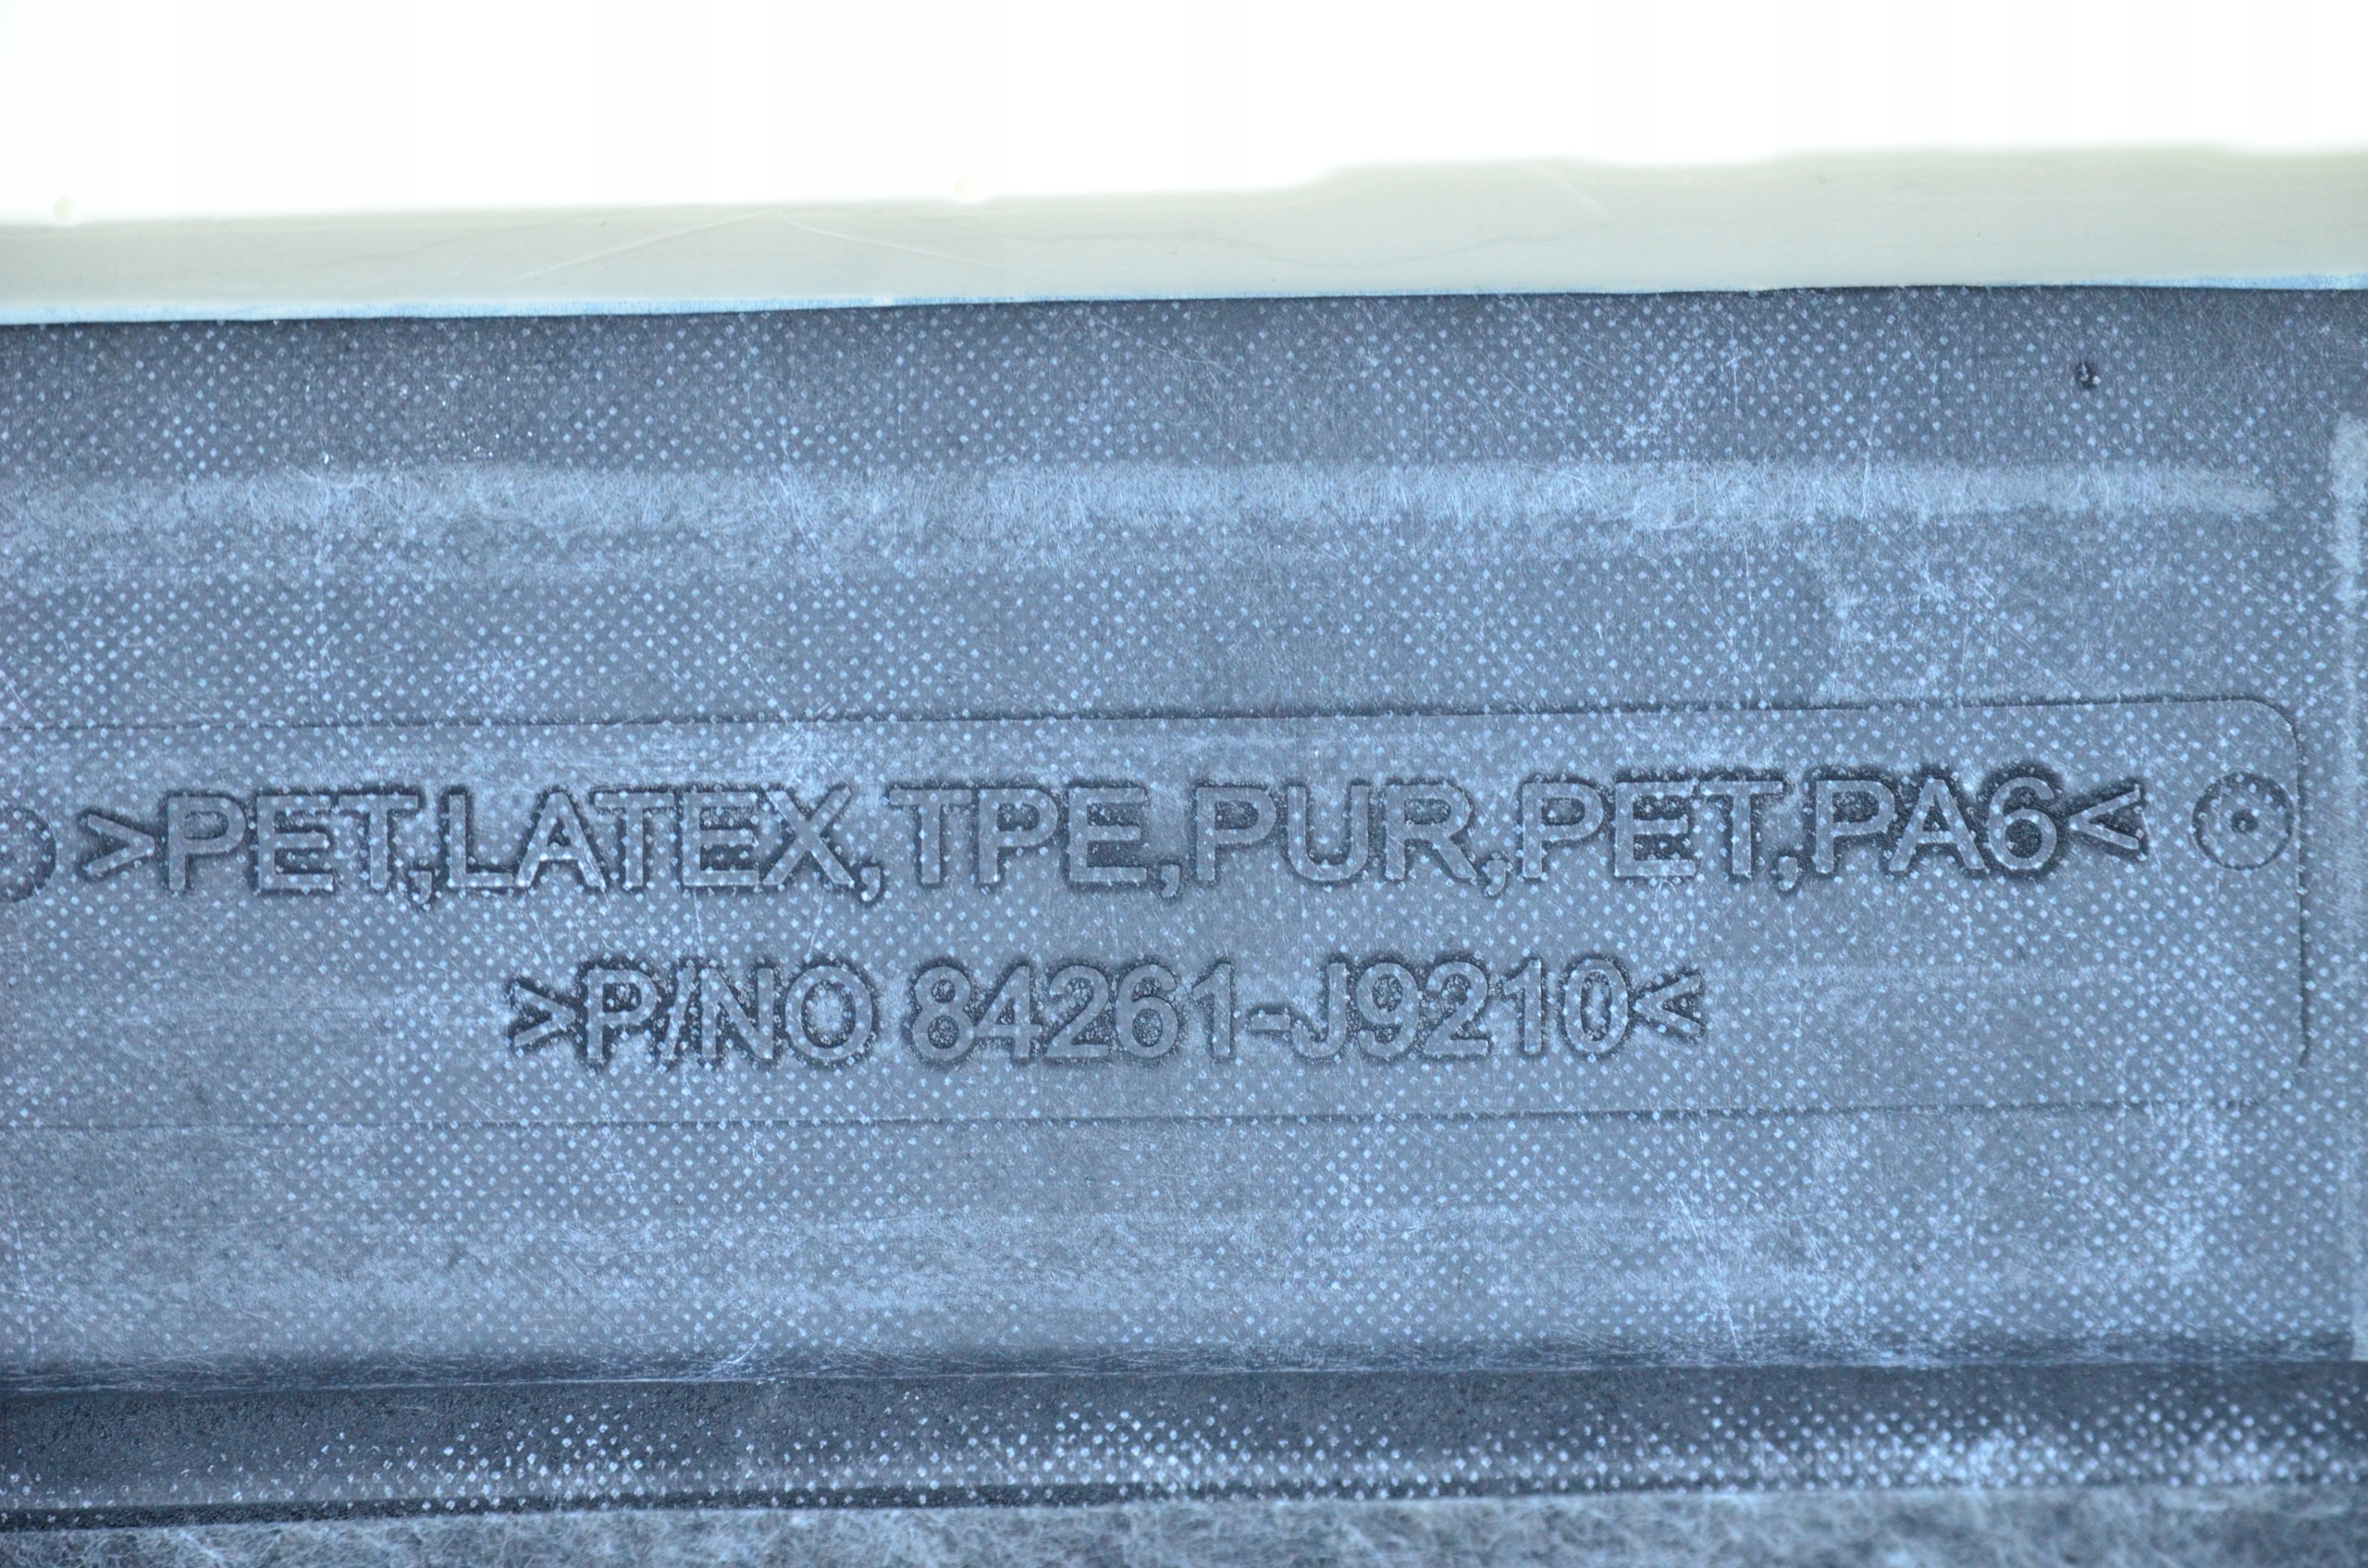 >PET,LATEX,TPE,PUR,PET,PA6<
>P/NO 84261-J9210<